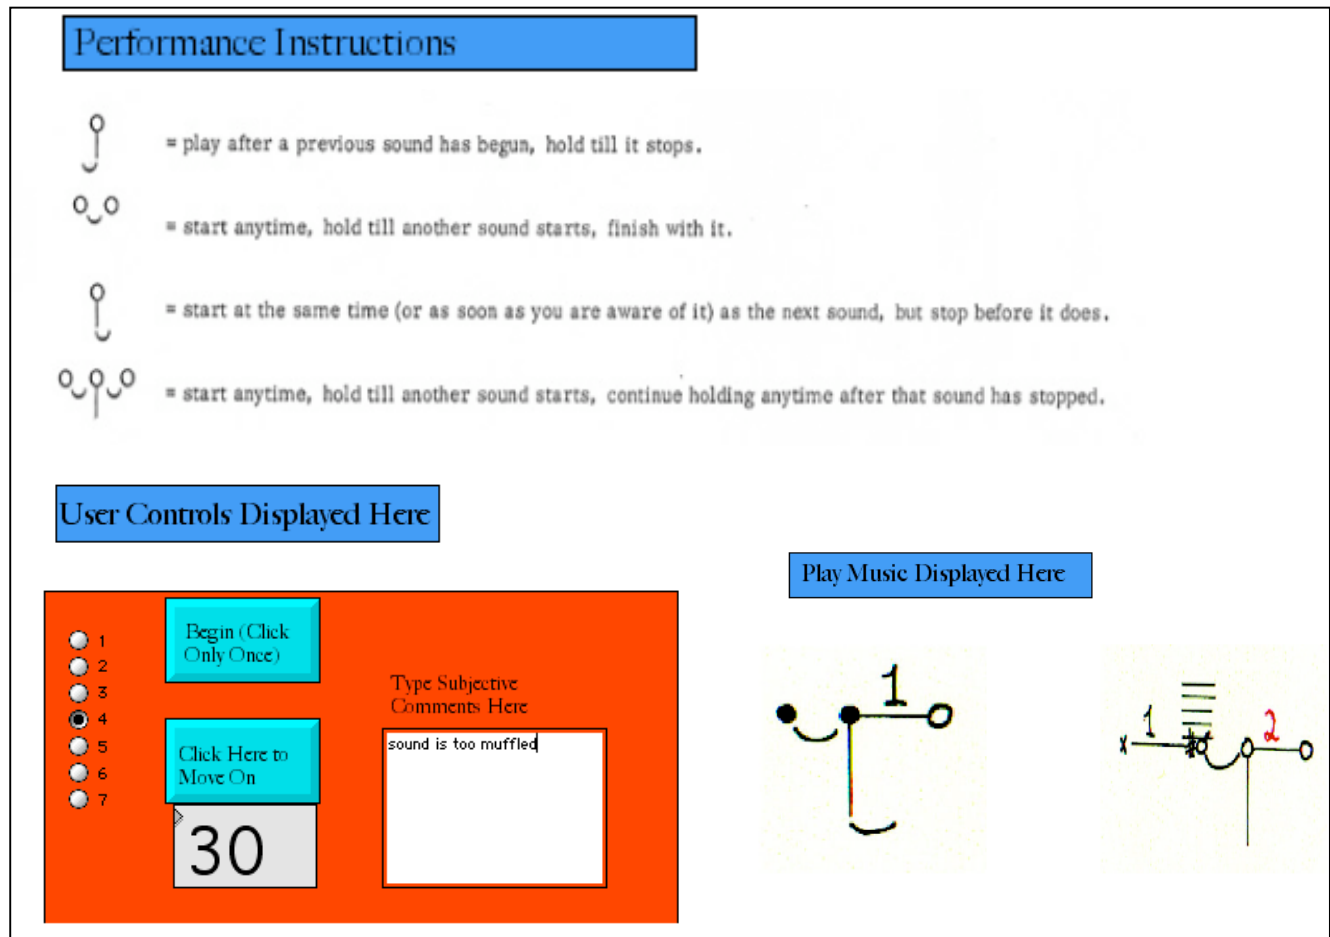 Performance Instructions
= play after a previous sound has begun, hold till it stops.
= start anytime, hold till another sound starts, finish with it.
= start at the same time (or as soon as you are aware of it) as the next sound, but stop before it does.
= start anytime, hold till another sound starts, continue holding anytime after that sound has stopped.
User Controls Displayed Here
Play Music Displayed Here
1
2
3
4
5
6
7
Begin (Click
Only Once)
Click Here to
Move On
30
Type Subjective
Comments Here
sound is too muffled
1
x 1 2